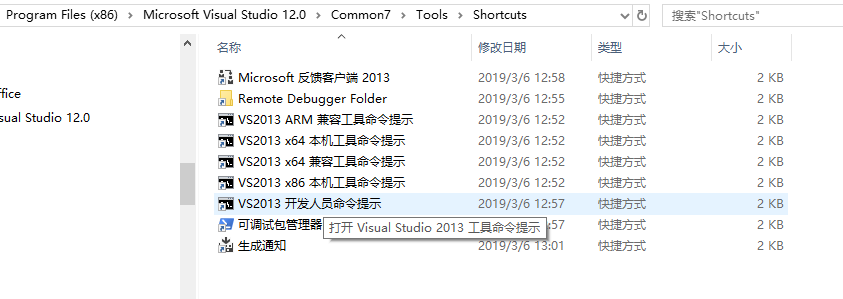 Program Files (x86) › Microsoft Visual Studio 12.0 › Common7 › Tools › Shortcuts
搜索"Shortcuts"
名称 修改日期 类型 大小
ffice
sual Studio 12.0
Microsoft 反馈客户端 2013 2019/3/6 12:58 快捷方式 2 KB
Remote Debugger Folder 2019/3/6 12:55 快捷方式 2 KB
VS2013 ARM 兼容工具命令提示 2019/3/6 12:52 快捷方式 2 KB
VS2013 x64 本机工具命令提示 2019/3/6 12:52 快捷方式 2 KB
VS2013 x64 兼容工具命令提示 2019/3/6 12:52 快捷方式 2 KB
VS2013 x86 本机工具命令提示 2019/3/6 12:52 快捷方式 2 KB
VS2013 开发人员命令提示 2019/3/6 12:57 快捷方式 2 KB
可调试包管理器 :57 快捷方式 2 KB
打开 Visual Studio 2013 工具命令提示
生成通知 2019/3/6 13:01 快捷方式 2 KB